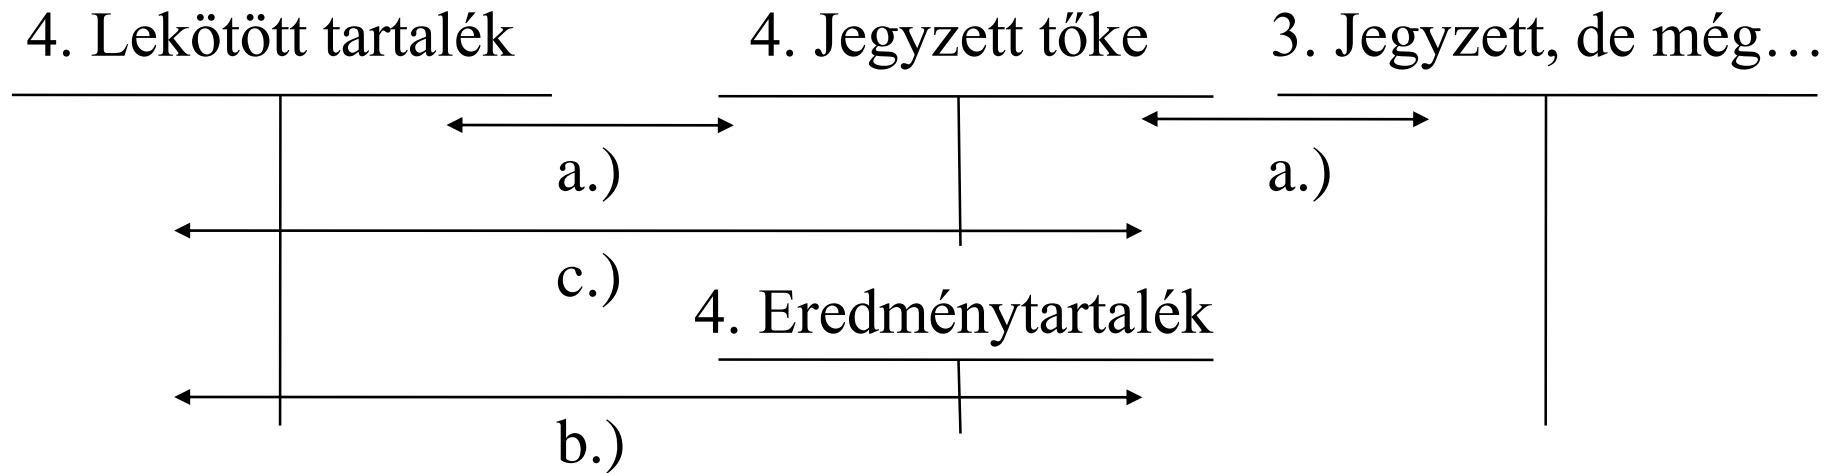 4. Lekötött tartalék 4. Jegyzett tőke 3. Jegyzett, de még…
a.) a.)
c.)
4. Eredménytartalék
b.)